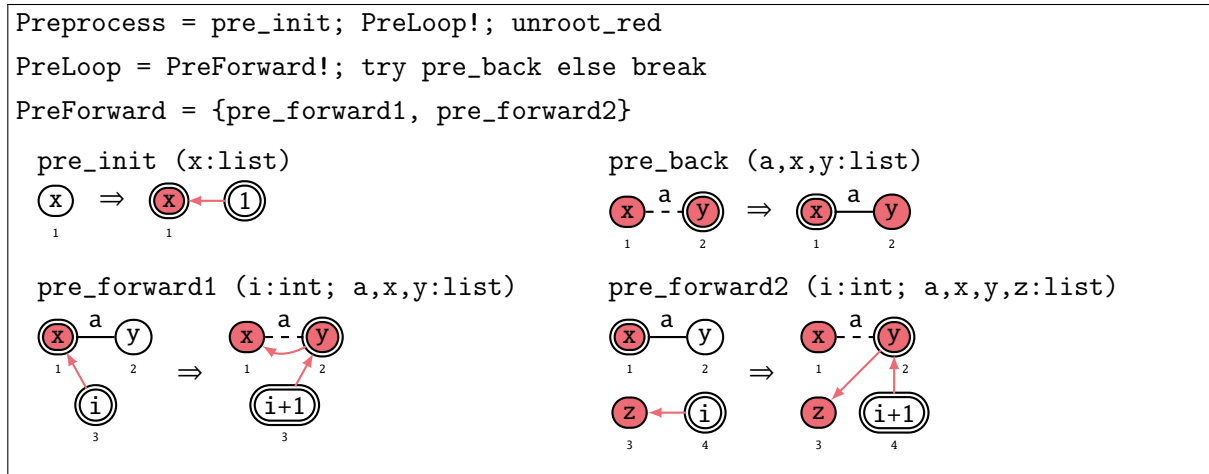 Preprocess = pre_init; PreLoop!; unroot_red
PreLoop = PreForward!; try pre_back else break
PreForward = {pre_forward1, pre_forward2}
pre_init (x:list)
x ⇒ x 1
1 1
pre_back (a,x,y:list)
x a y ⇒ x a y
1 2 1 2
pre_forward1 (i:int; a,x,y:list)
x a y ⇒ x a y
1 2 1 2
i i+1
3 3
pre_forward2 (i:int; a,x,y,z:list)
x a y ⇒ x a y
1 2 1 2
z i z i+1
3 4 3 4